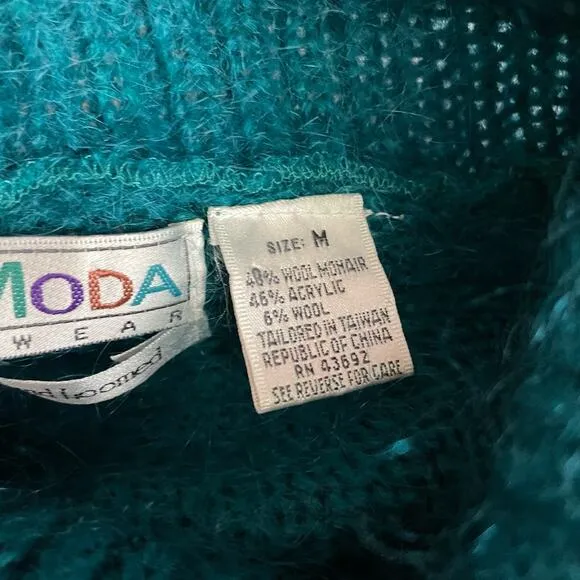 MODA
WEAR
Loomed
SIZE: M
48% WOOL MOHAIR
46% ACRYLIC
6% WOOL
TAILORED IN TAIWAN
REPUBLIC OF CHINA
RN 43692
SEE REVERSE FOR CARE